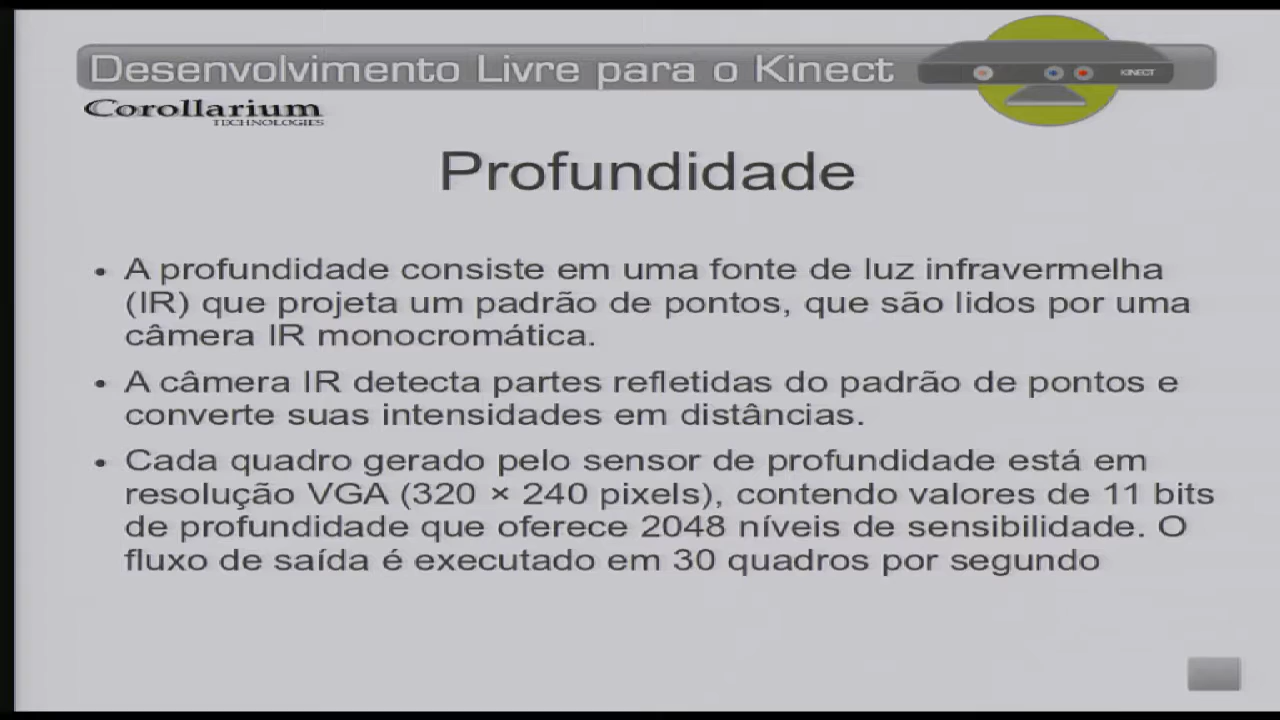 Desenvolvimento Livre para o Kinect
KINECT
Corollarium
TECHNOLOGIES
Profundidade
• A profundidade consiste em uma fonte de luz infravermelha
(IR) que projeta um padrão de pontos, que são lidos por uma
câmera IR monocromática.
• A câmera IR detecta partes refletidas do padrão de pontos e
converte suas intensidades em distâncias.
• Cada quadro gerado pelo sensor de profundidade está em
resolução VGA (320 × 240 pixels), contendo valores de 11 bits
de profundidade que oferece 2048 níveis de sensibilidade. O
fluxo de saída é executado em 30 quadros por segundo